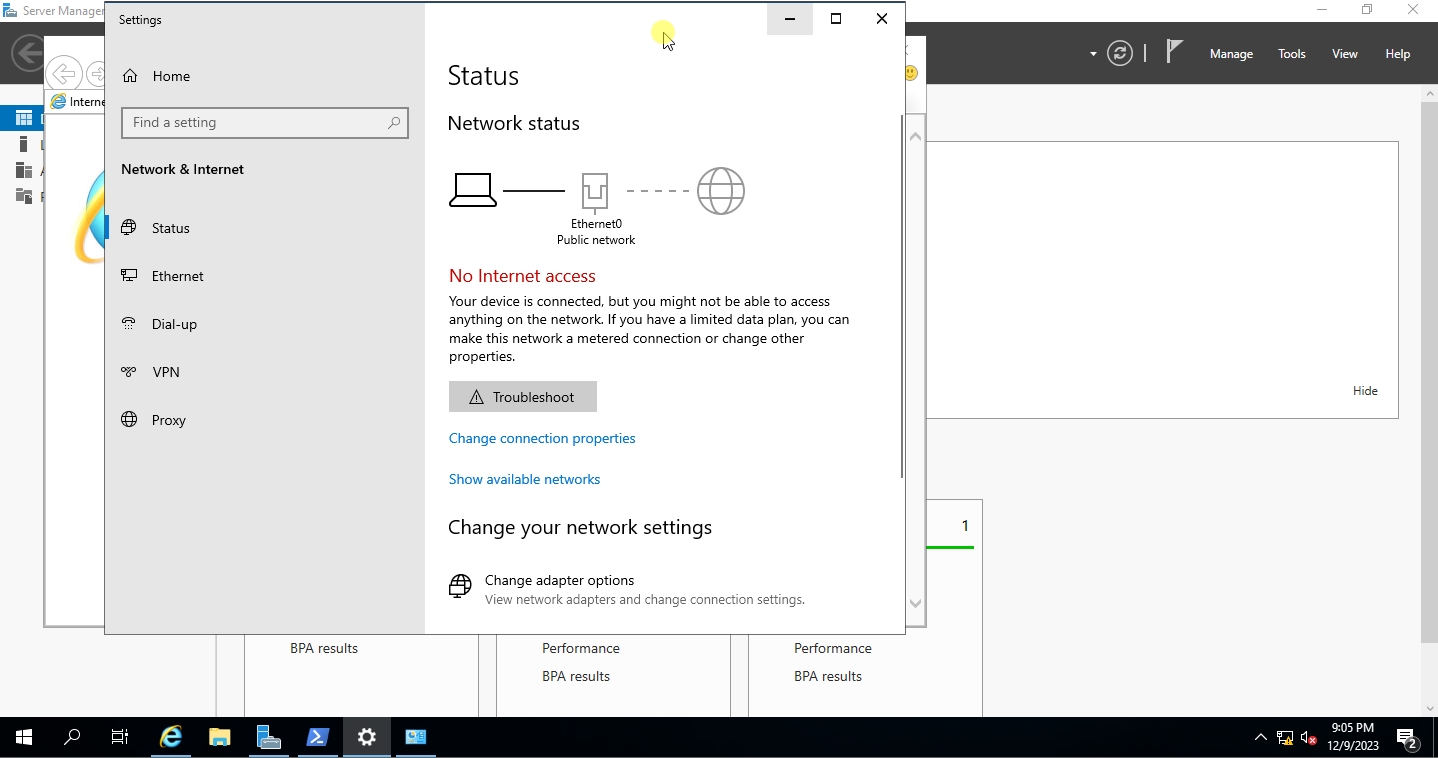 Server Manager
Settings
Manage
Tools
View
Help
Home
Find a setting
Network & Internet
Status
Ethernet
Dial-up
VPN
Proxy
Status
Network status
Ethernet0
Public network
No Internet access
Your device is connected, but you might not be able to access
anything on the network. If you have a limited data plan, you can
make this network a metered connection or change other
properties.
Troubleshoot
Change connection properties
Show available networks
Change your network settings
Change adapter options
View network adapters and change connection settings.
Hide
1
BPA results
Performance
BPA results
Performance
BPA results
9:05 PM
12/9/2023
2